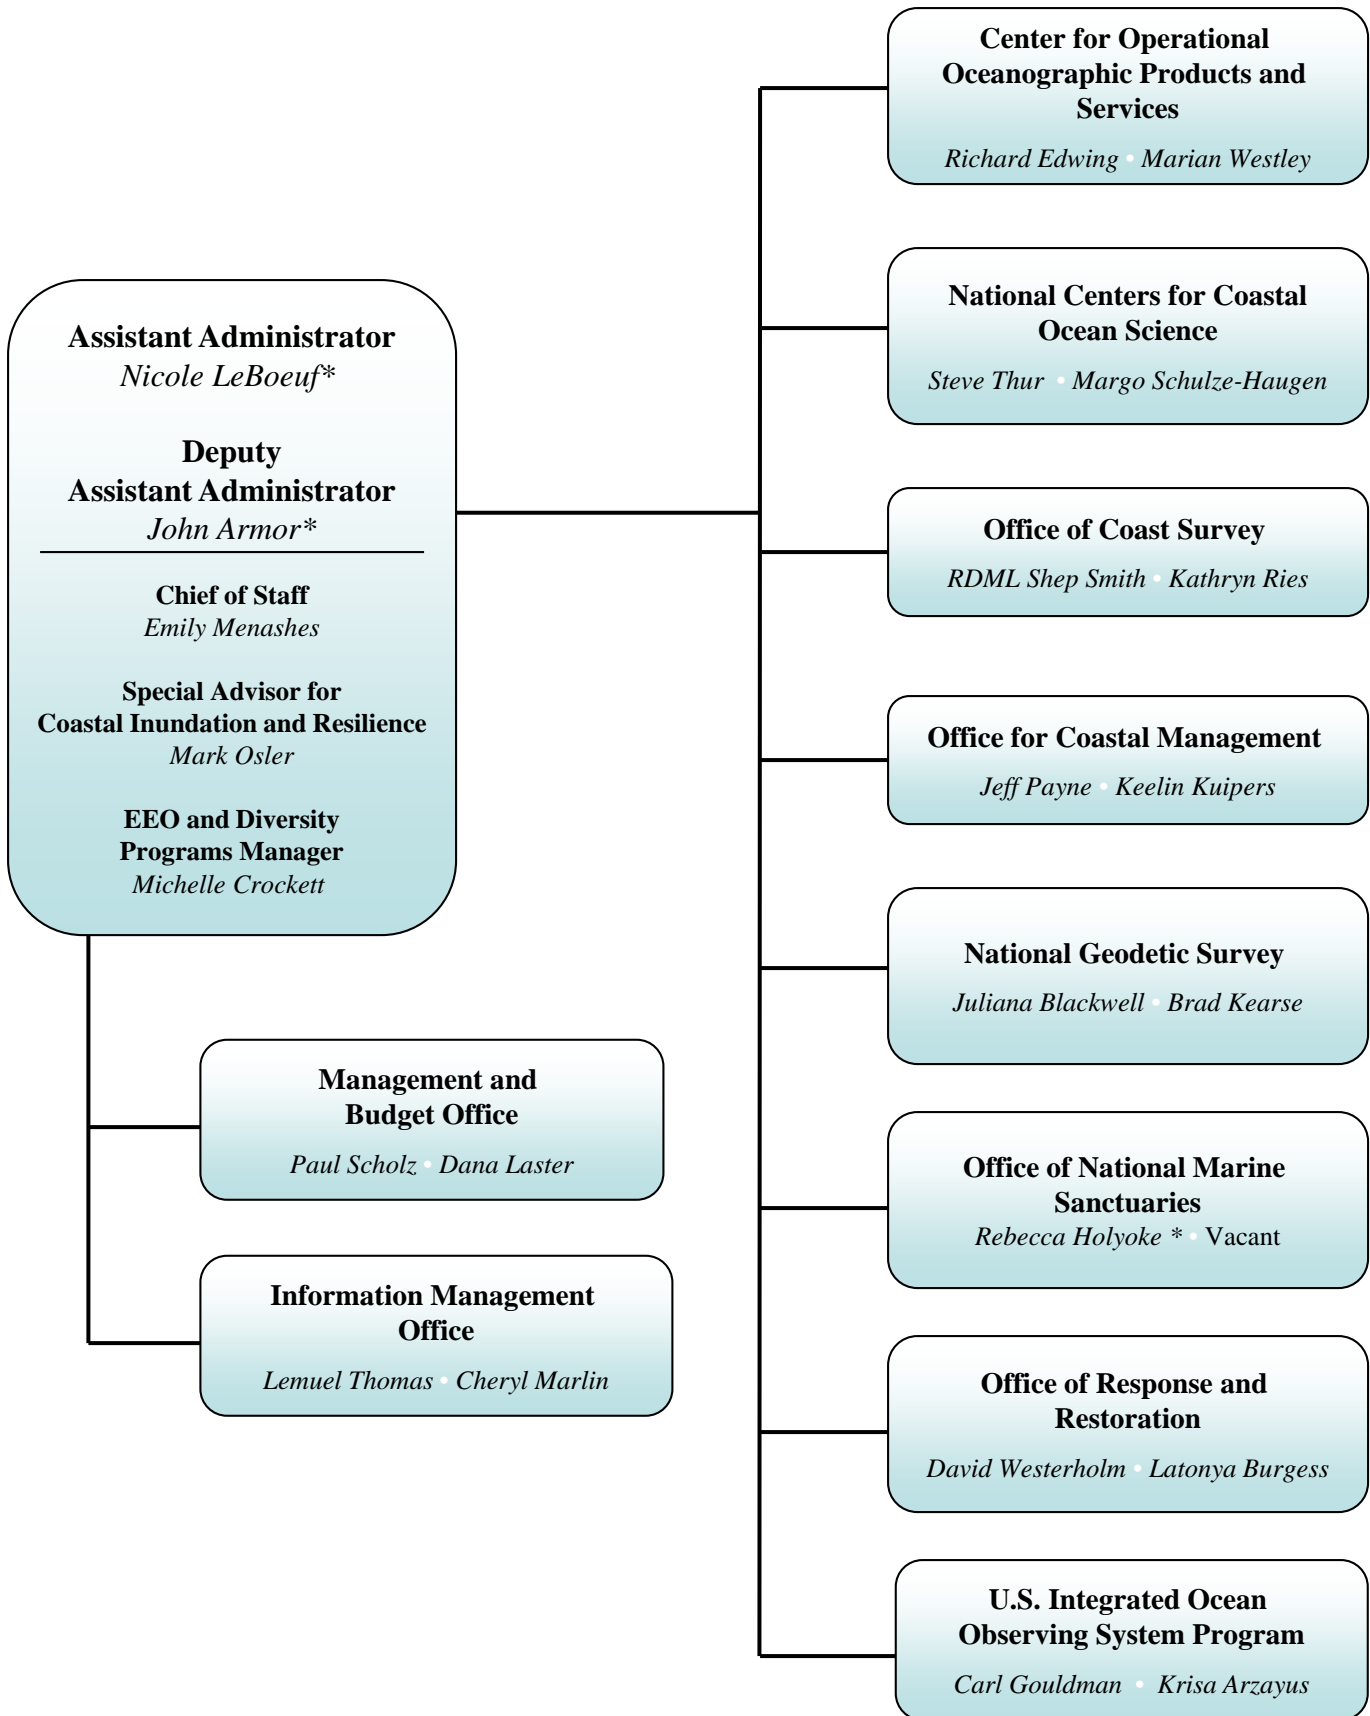 Assistant Administrator
Nicole LeBoeuf*
Deputy
Assistant Administrator
John Armor*
Chief of Staff
Emily Menashes
Special Advisor for
Coastal Inundation and Resilience
Mark Osler
EEO and Diversity
Programs Manager
Michelle Crockett
Management and
Budget Office
Paul Scholz • Dana Laster
Information Management
Office
Lemuel Thomas • Cheryl Marlin
Center for Operational
Oceanographic Products and
Services
Richard Edwing • Marian Westley
National Centers for Coastal
Ocean Science
Steve Thur • Margo Schulze-Haugen
Office of Coast Survey
RDML Shep Smith • Kathryn Ries
Office for Coastal Management
Jeff Payne • Keelin Kuipers
National Geodetic Survey
Juliana Blackwell • Brad Kearse
Office of National Marine
Sanctuaries
Rebecca Holyoke * • Vacant
Office of Response and
Restoration
David Westerholm • Latonya Burgess
U.S. Integrated Ocean
Observing System Program
Carl Gouldman • Krisa Arzayus